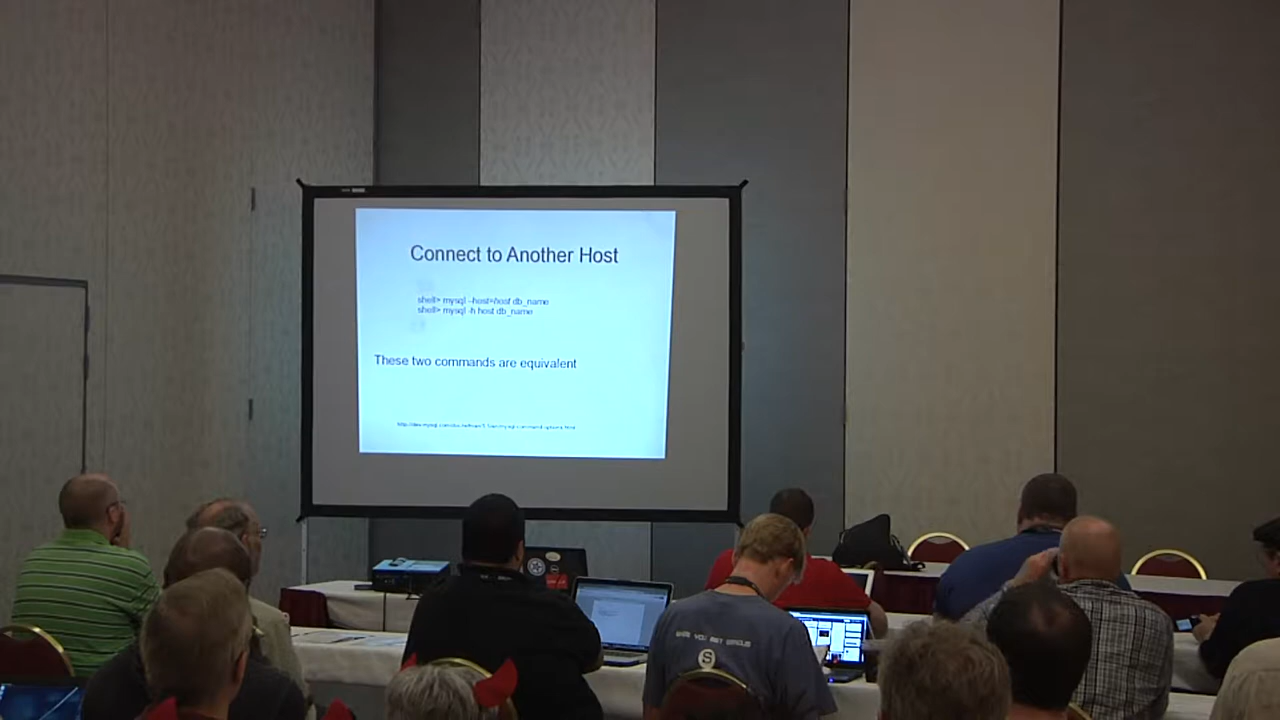 Connect to Another Host
shell> mysql --host=host db_name
shell> mysql -h host db_name
These two commands are equivalent
S